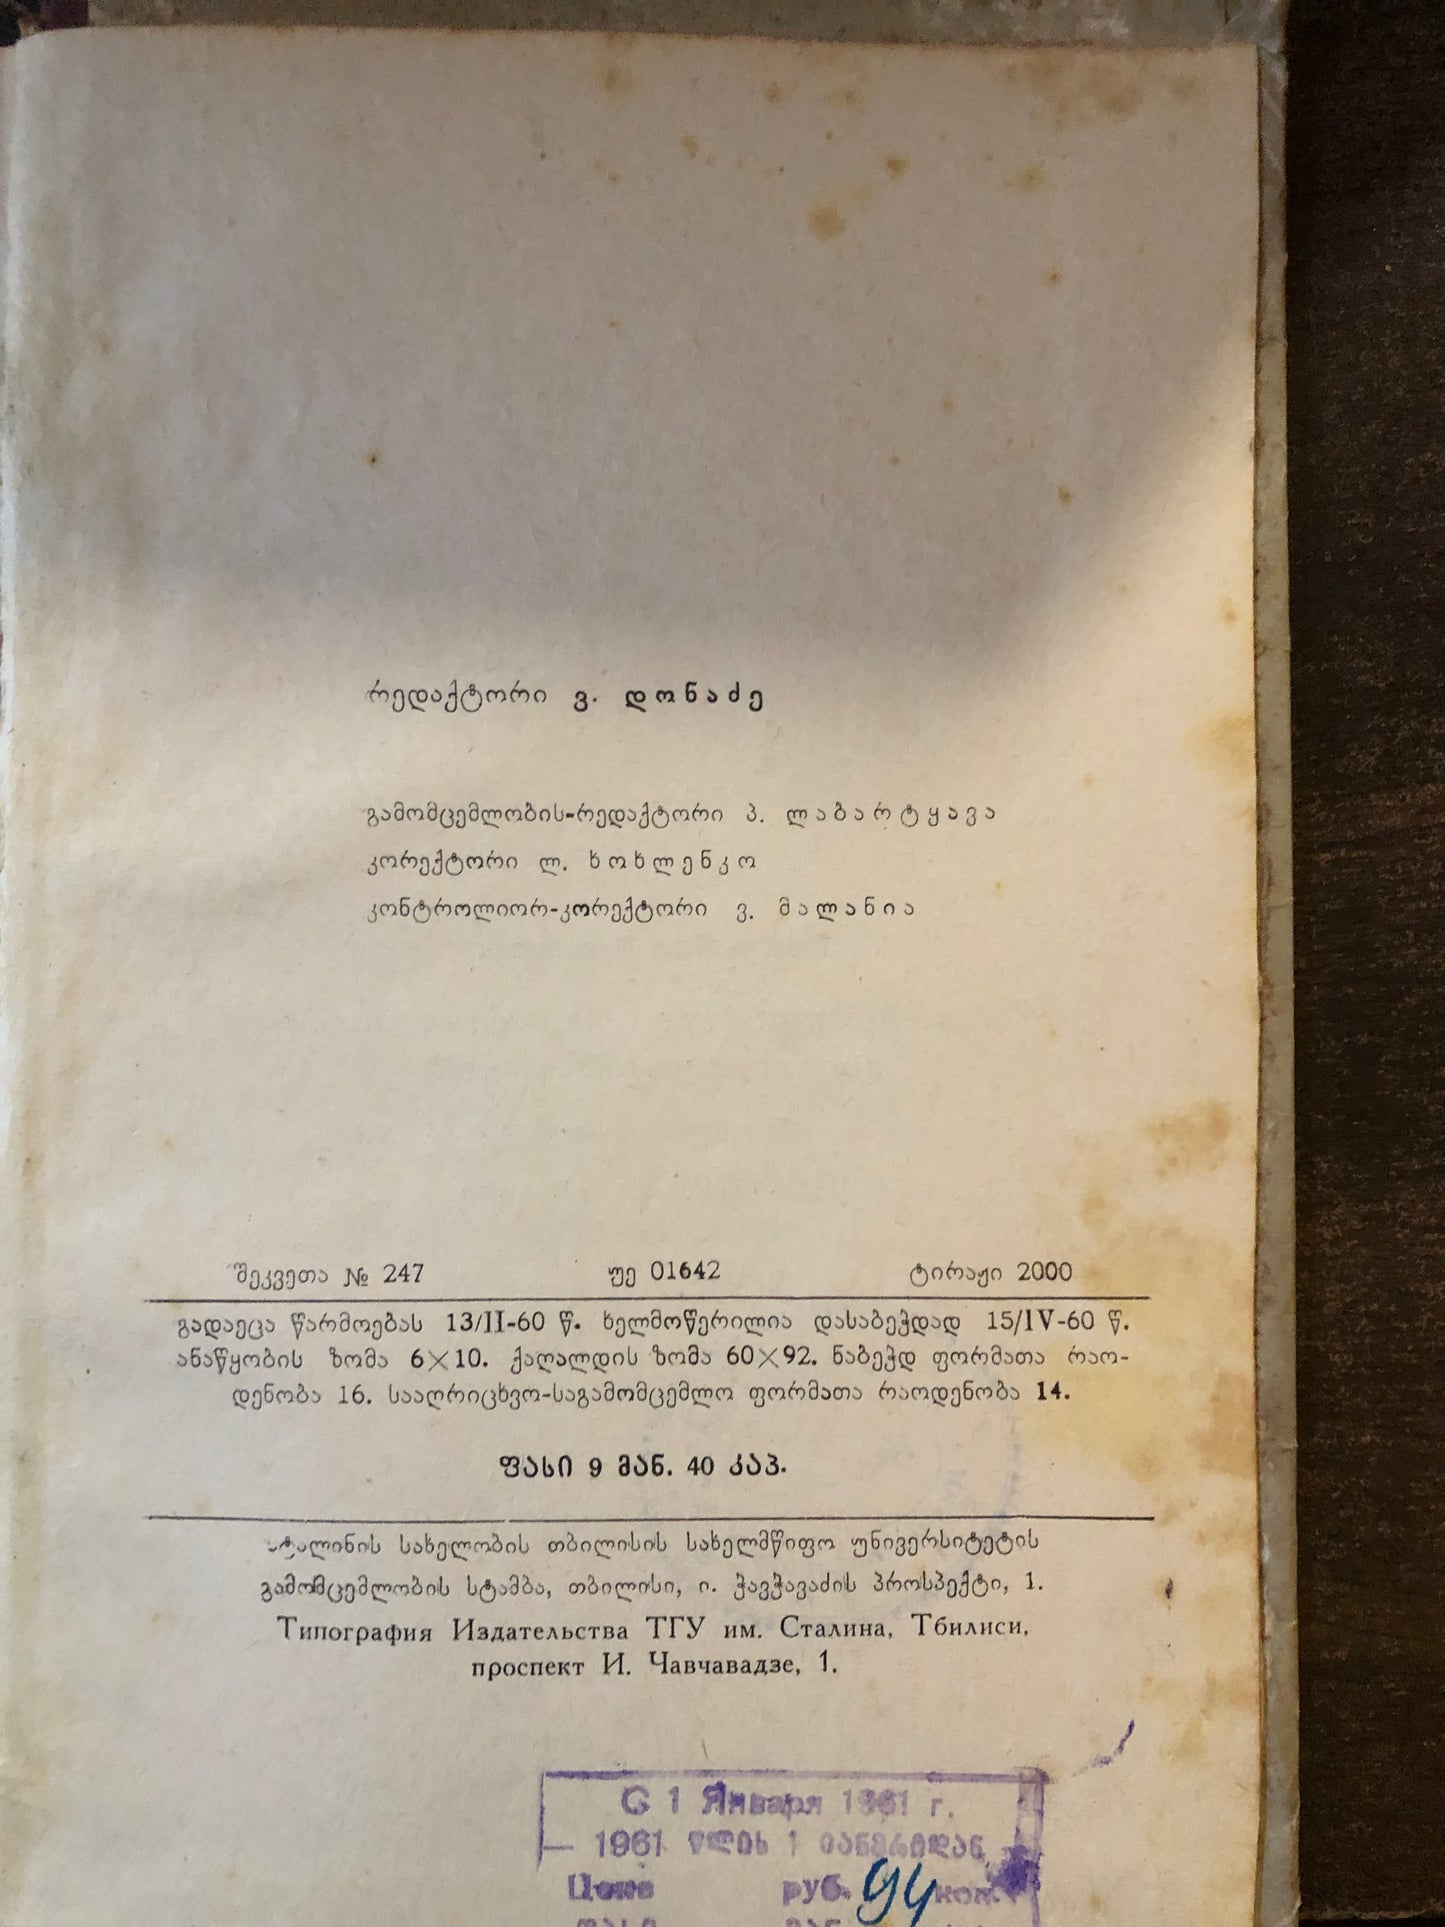 რედაქტორი ვ. დონაძე
გამომცემლობის-რედაქტორი პ. ლაბარტყავა
კორექტორი ლ. ხოხლენკო
კონტროლიორ-კორექტორი ვ. მალანია
შეკვეთა № 247 უე 01642 ტირაჟი 2000
გადაეცა წარმოებას 13/II-60 წ. ხელმოწერილია დასაბეჭდად 15/IV-60 წ.
ანაწყობის ზომა 6×10. ქაღალდის ზომა 60×92. ნაბეჭდ ფორმათა რაო-
დენობა 16. სააღრიცხვო-საგამომცემლო ფორმათა რაოდენობა 14.
ფასი 9 მან. 40 კაპ.
სტალინის სახელობის თბილისის სახელმწიფო უნივერსიტეტის
გამომცემლობის სტამბა, თბილისი, ი. ჭავჭავაძის პროსპექტი, 1.
Типография Издательства ТГУ им. Сталина, Тбилиси,
проспект И. Чавчавадзе, 1.
С 1 Января 1961 г.
1961 წლის 1 იანვრიდან
Цена руб. 94 коп.
ფასი მან